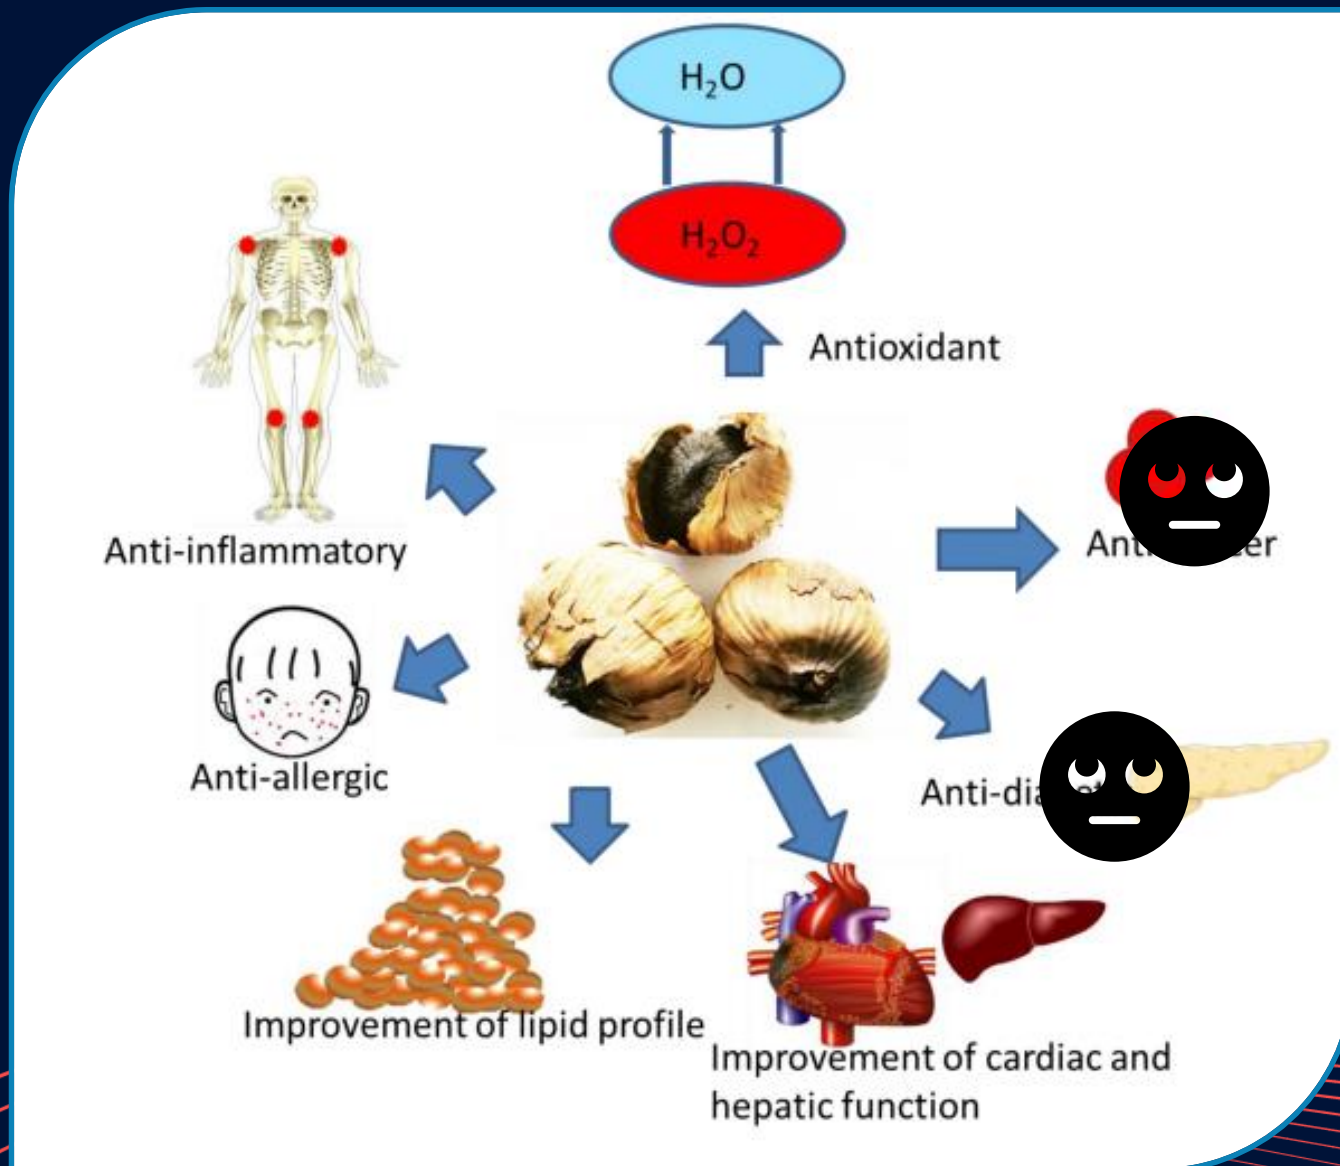 H₂O
H₂O₂
Antioxidant
Anti-inflammatory
Anti-allergic
Improvement of lipid profile
Improvement of cardiac and
hepatic function